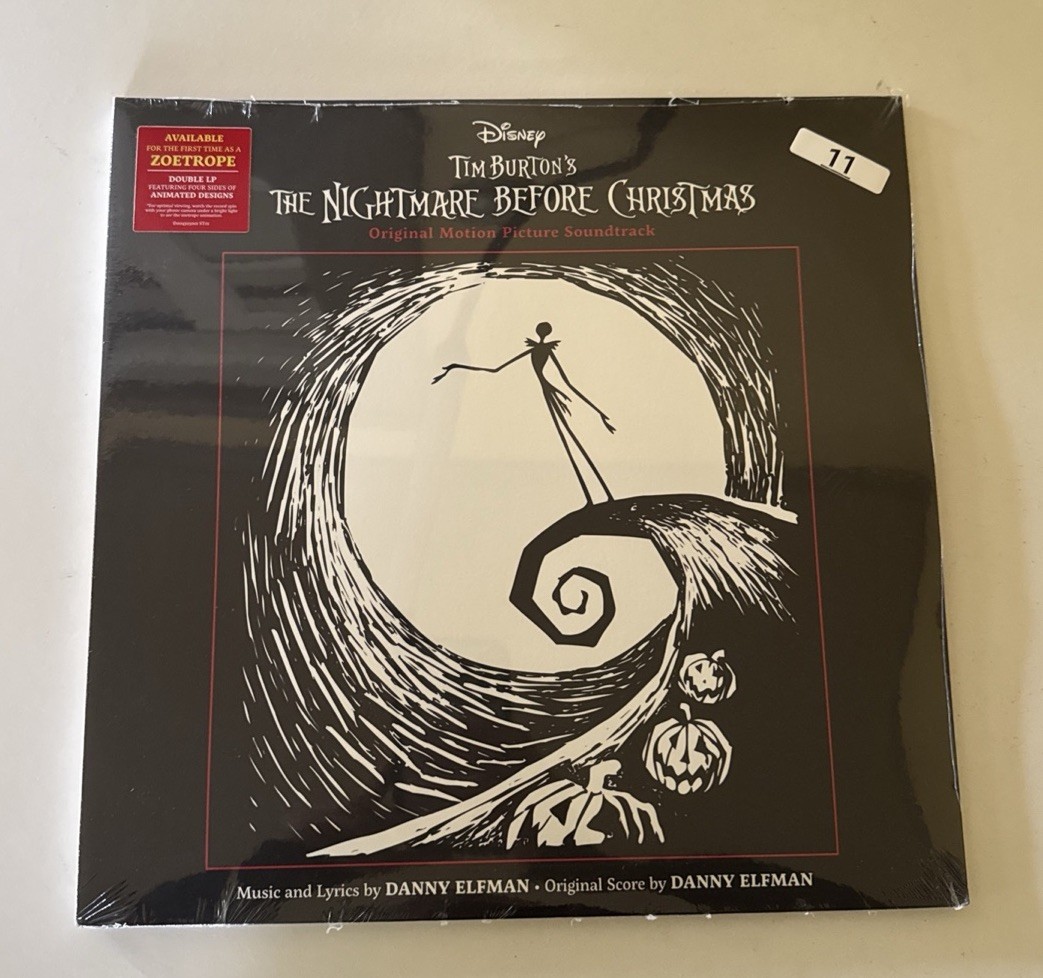 AVAILABLE
FOR THE FIRST TIME AS A
ZOETROPE
DOUBLE LP
FEATURING FOUR SIDES OF
ANIMATED DESIGNS
Disney
TIM BURTON'S
THE NIGHTMARE BEFORE CHRISTMAS
Original Motion Picture Soundtrack
11
Music and Lyrics by DANNY ELFMAN • Original Score by DANNY ELFMAN